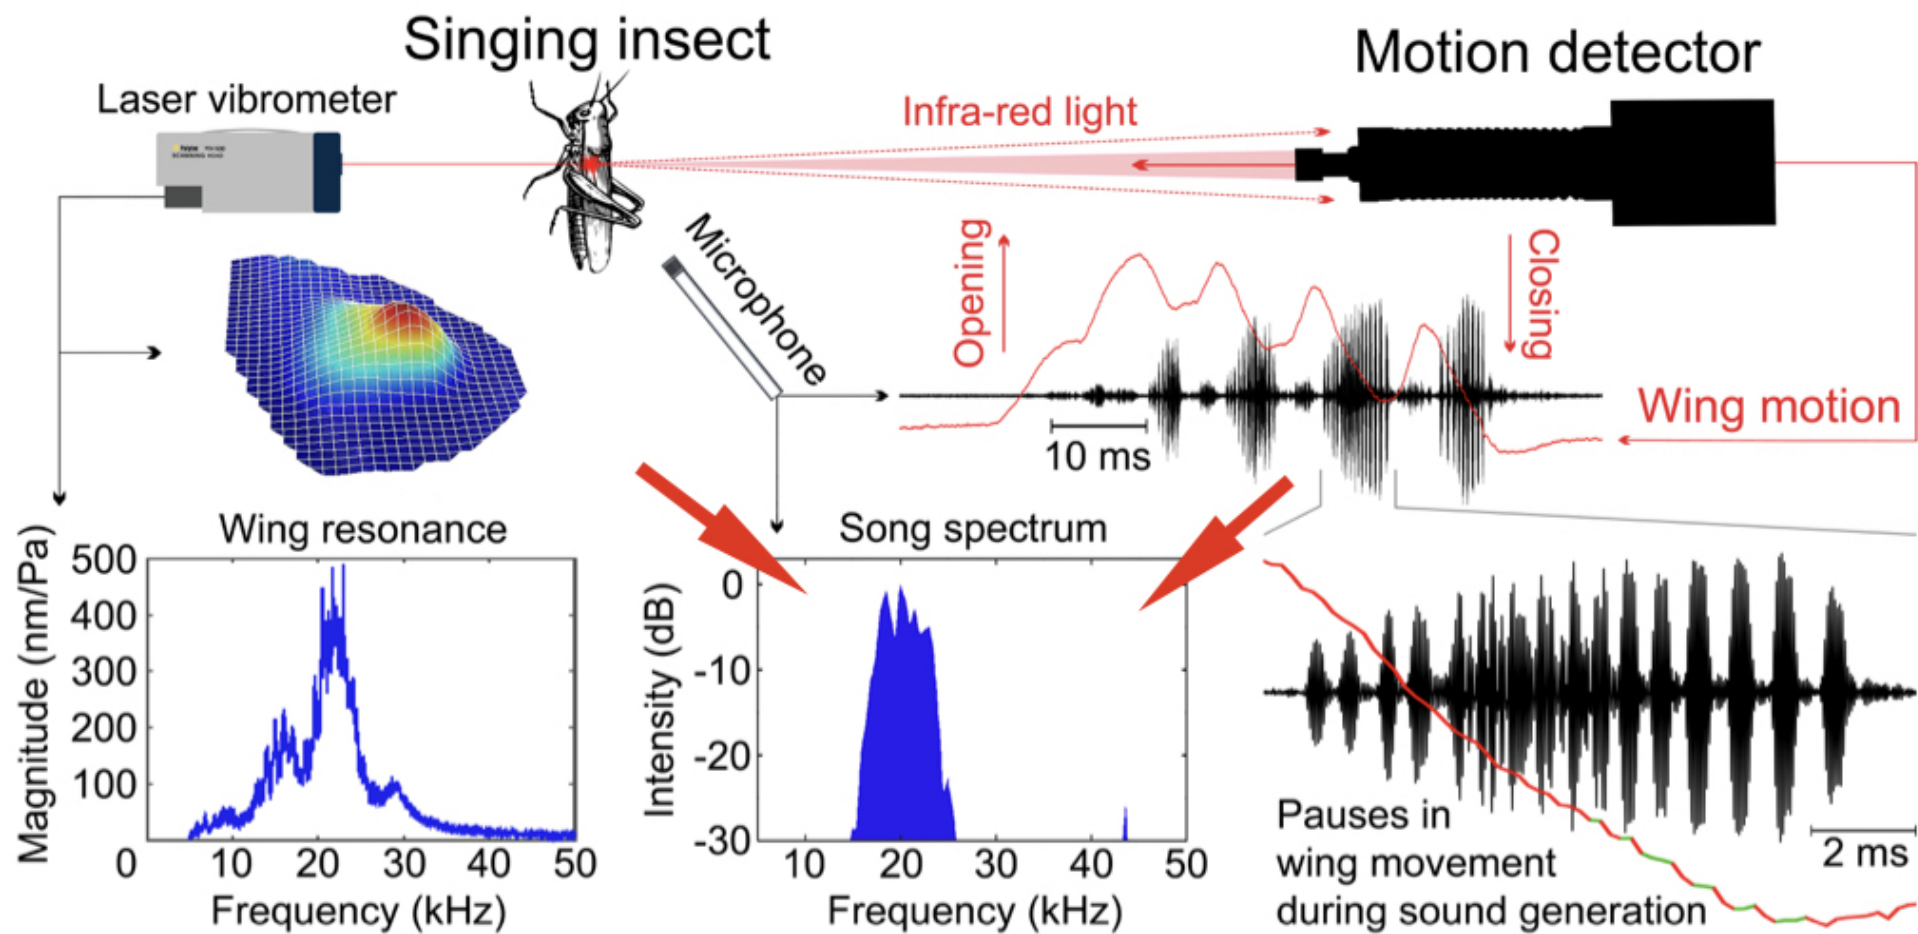 Singing insect
Motion detector
Laser vibrometer
Infra-red light
Microphone
Opening
Closing
Wing motion
10 ms
Wing resonance
Magnitude (nm/Pa)
500
400
300
200
100
0
10 20 30 40 50
Frequency (kHz)
Song spectrum
Intensity (dB)
0
-10
-20
-30
10 20 30 40 50
Frequency (kHz)
Pauses in
wing movement
during sound generation
2 ms